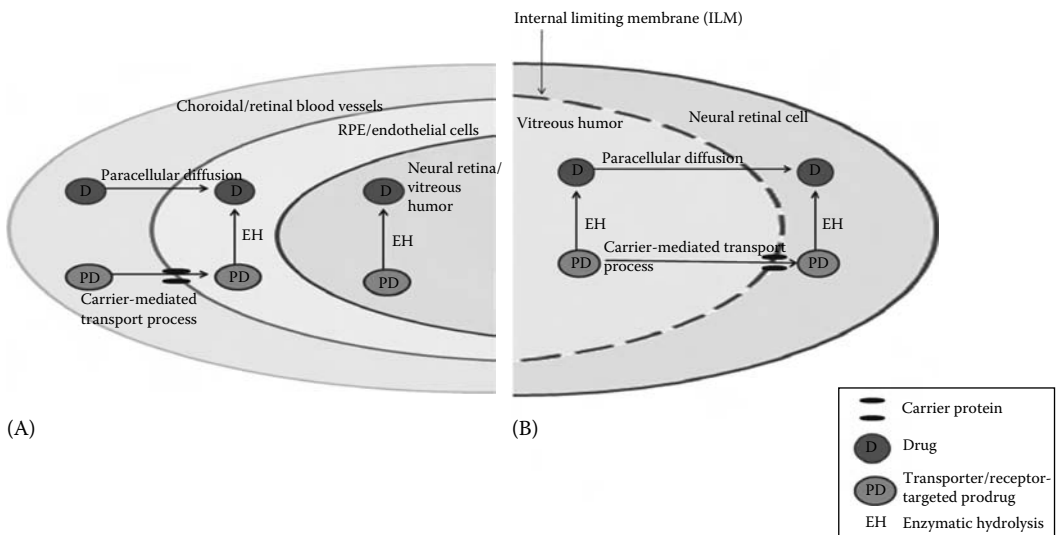 Internal limiting membrane (ILM)
Choroidal/retinal blood vessels
RPE/endothelial cells
Neural retina/
vitreous
humor
Paracellular diffusion
D
D
D
EH
EH
PD
PD
PD
Carrier-mediated
transport process
(A)
Vitreous humor
Neural retinal cell
Paracellular diffusion
D
D
EH
EH
Carrier-mediated transport
process
PD
PD
(B)
Carrier protein
D Drug
PD Transporter/receptor-
targeted prodrug
EH Enzymatic hydrolysis